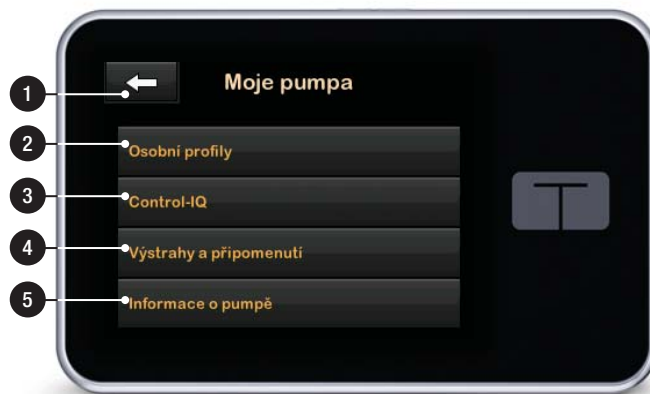 Moje pumpa
1
2 Osobní profily
3 Control-IQ
4 Výstrahy a připomenutí
5 Informace o pumpě